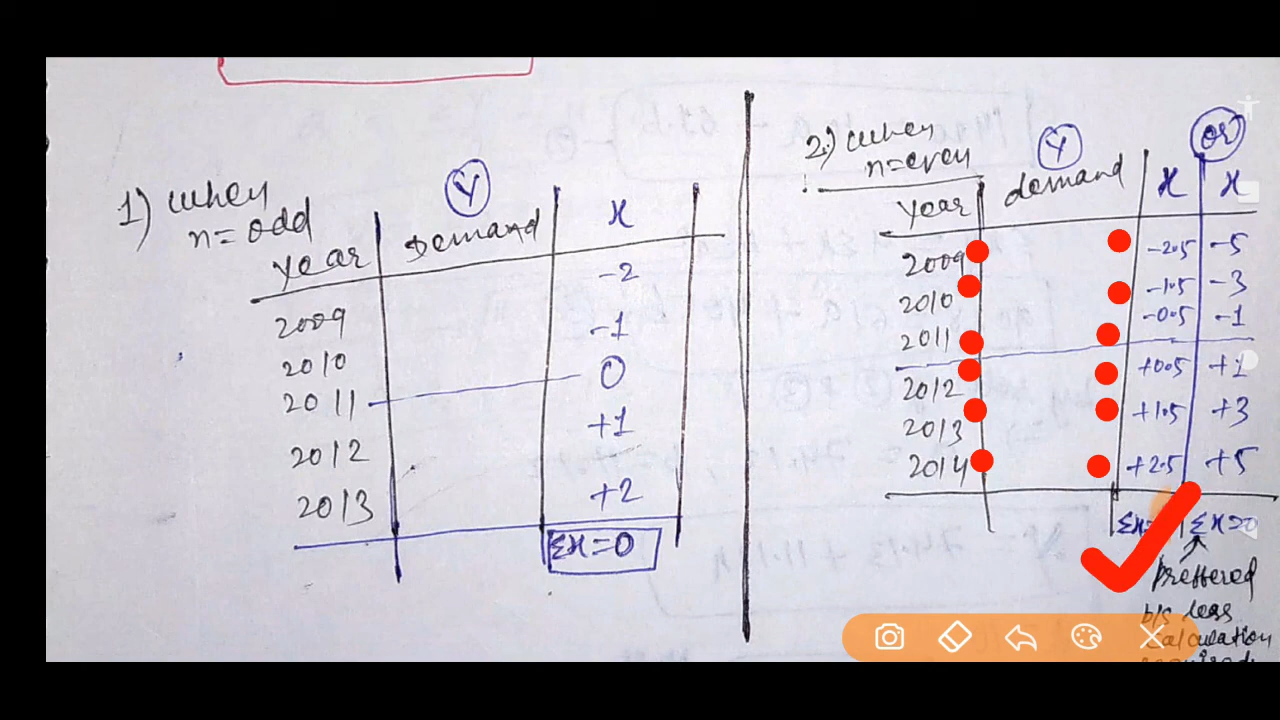 1) when
n= odd
Year Demand Y x
2009 -2
2010 -1
2011 0
2012 +1
2013 +2
Σx=0
2.) when
n=even
Year demand Y x or x
2009 -2.5 -5
2010 -1.5 -3
2011 -0.5 -1
2012 +0.5 +1
2013 +1.5 +3
2014 +2.5 +5
Σx= Σx=0
Preffered
b/s less
calculation
required